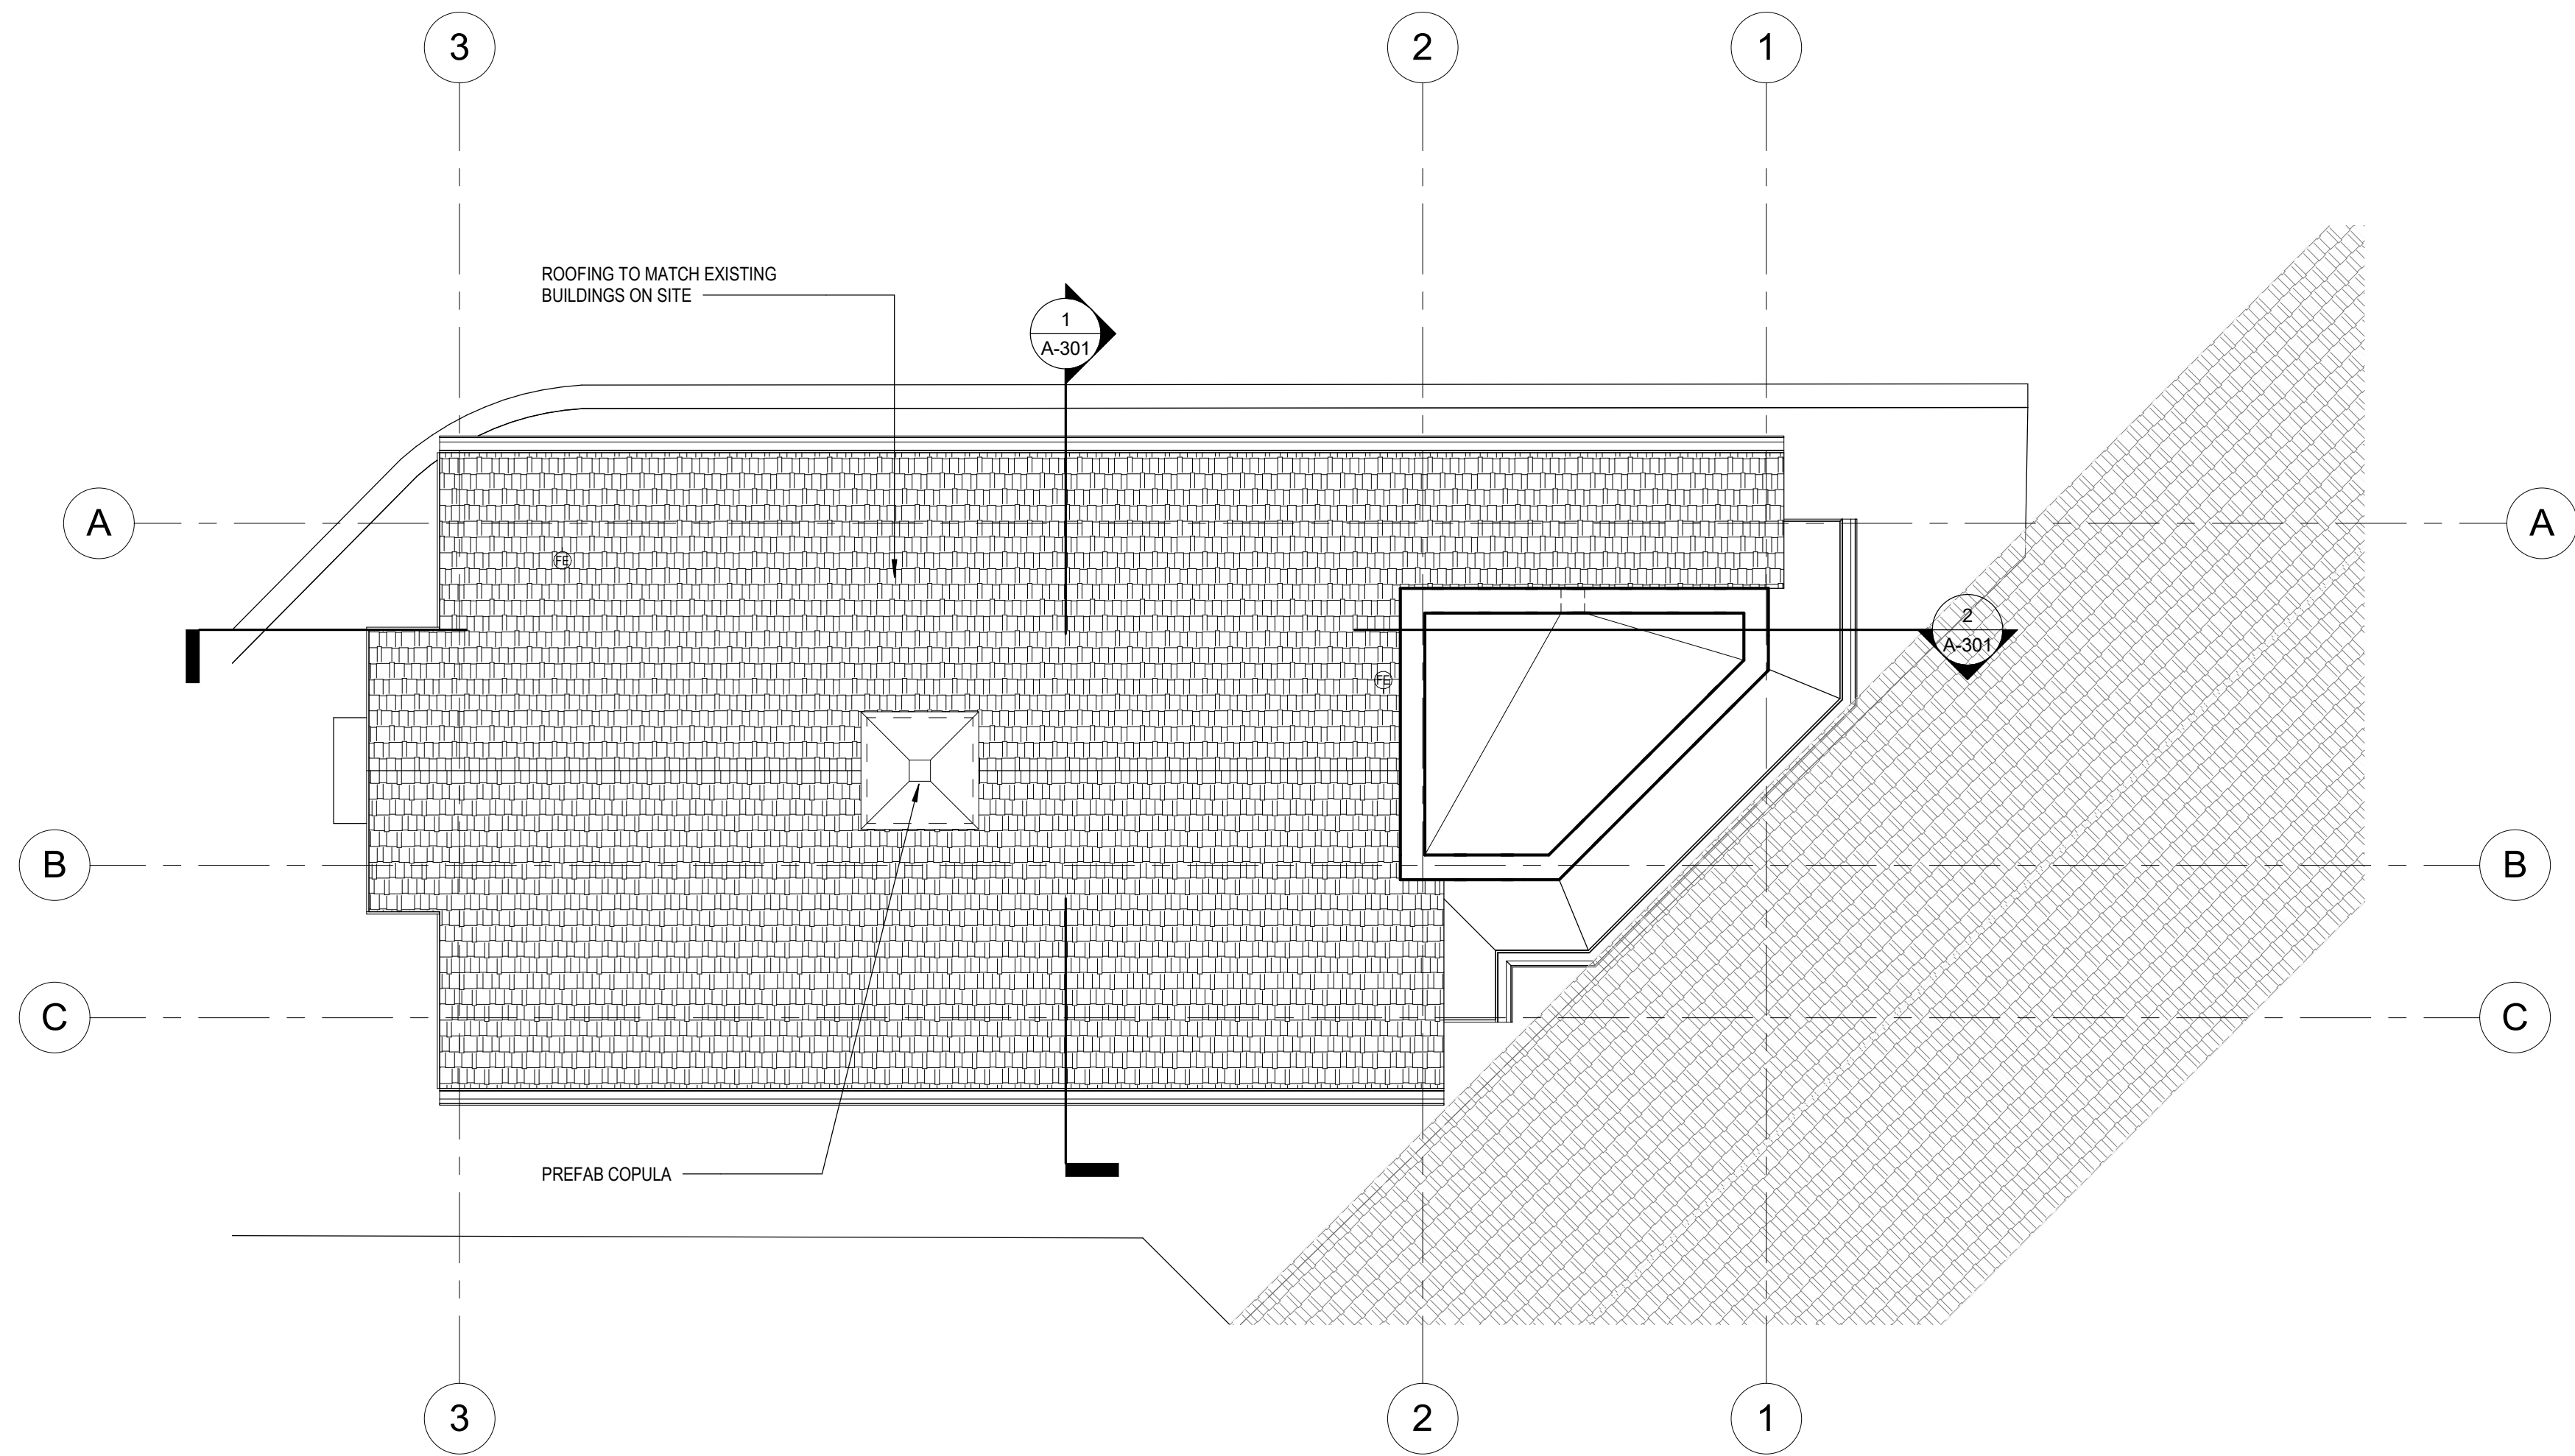 3
2
1
ROOFING TO MATCH EXISTING
BUILDINGS ON SITE
1
A-301
A
A
FE
2
A-301
FE
B
B
C
C
PREFAB COPULA
3
2
1